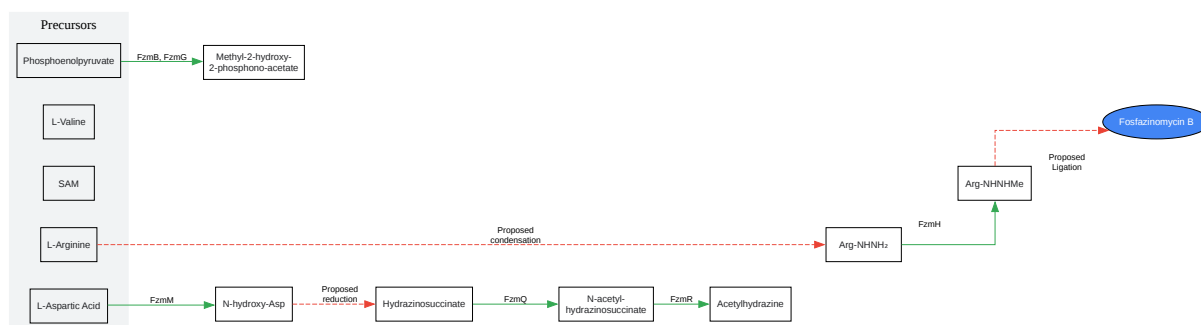 Precursors
Phosphoenolpyruvate
FzmB, FzmG
Methyl-2-hydroxy-
2-phosphono-acetate
L-Valine
Fosfazinomycin B
SAM
Proposed
Ligation
Arg-NHNHMe
L-Arginine
Proposed
condensation
Arg-NHNH₂
FzmH
L-Aspartic Acid
FzmM
N-hydroxy-Asp
Proposed
reduction
Hydrazinosuccinate
FzmQ
N-acetyl-
hydrazinosuccinate
FzmR
Acetylhydrazine